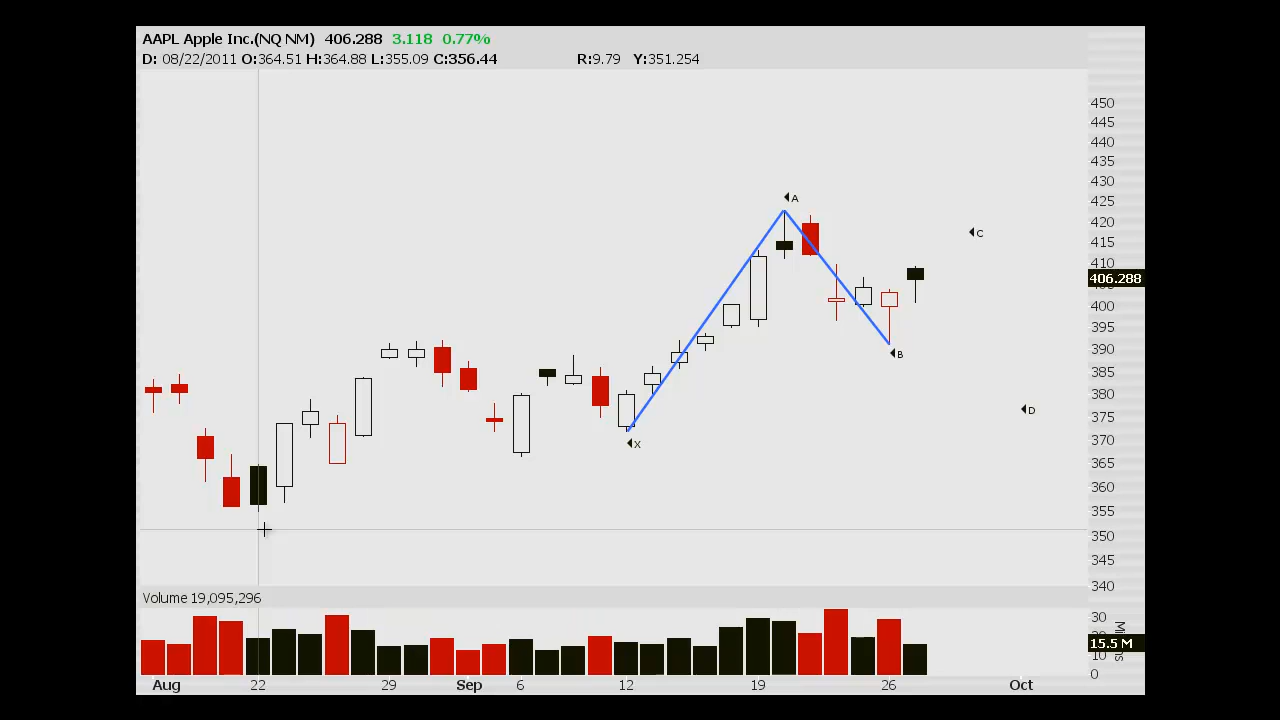 AAPL Apple Inc.(NQ NM) 406.288 3.118 0.77%
D: 08/22/2011 O:364.51 H:364.88 L:355.09 C:356.44 R:9.79 Y:351.254
450
445
440
435
430
425
420
415
410
406.288
400
395
390
385
380
375
370
365
360
355
350
345
340
A
C
B
D
X
Volume 19,095,296
30
15.5 M
10
0
Aug 22 29 Sep 6 12 19 26 Oct